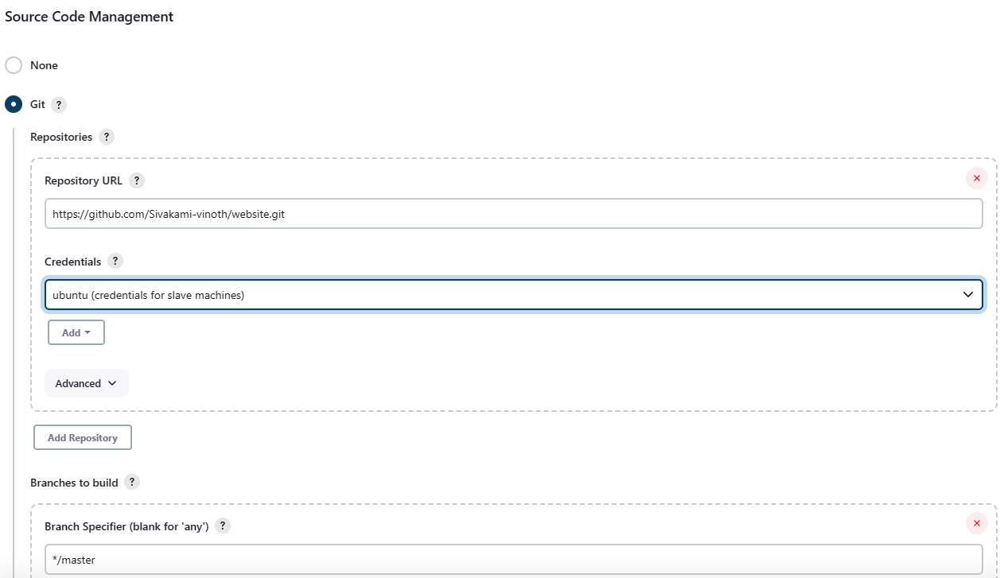 Source Code Management
None
Git ?
Repositories ?
Repository URL ?
https://github.com/Sivakami-vinoth/website.git
Credentials ?
ubuntu (credentials for slave machines)
Add
Advanced
Add Repository
Branches to build ?
Branch Specifier (blank for 'any') ?
*/master